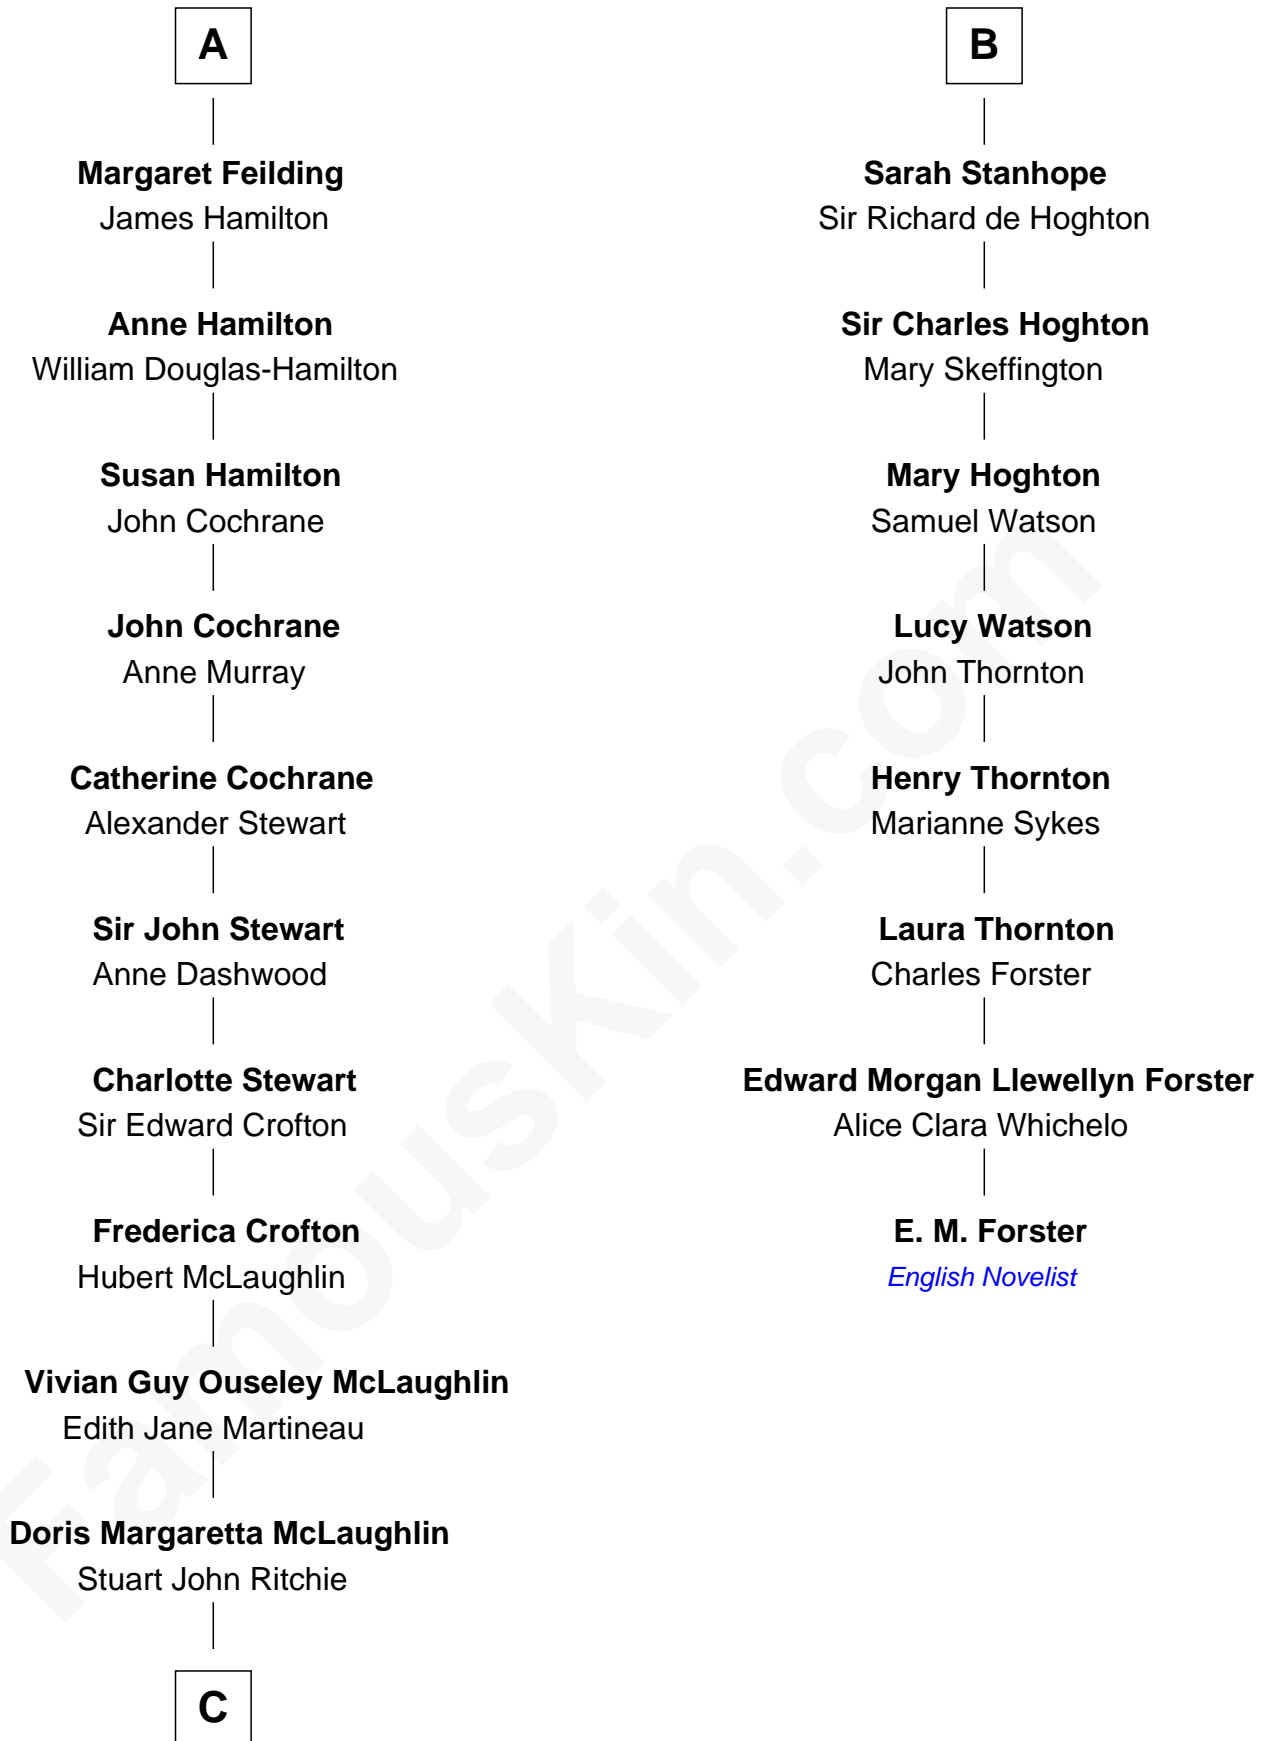 A
Margaret Feilding
James Hamilton
Anne Hamilton
William Douglas-Hamilton
Susan Hamilton
John Cochrane
John Cochrane
Anne Murray
Catherine Cochrane
Alexander Stewart
Sir John Stewart
Anne Dashwood
Charlotte Stewart
Sir Edward Crofton
Frederica Crofton
Hubert McLaughlin
Vivian Guy Ouseley McLaughlin
Edith Jane Martineau
Doris Margaretta McLaughlin
Stuart John Ritchie
C
B
Sarah Stanhope
Sir Richard de Hoghton
Sir Charles Hoghton
Mary Skeffington
Mary Hoghton
Samuel Watson
Lucy Watson
John Thornton
Henry Thornton
Marianne Sykes
Laura Thornton
Charles Forster
Edward Morgan Llewellyn Forster
Alice Clara Whichelo
E. M. Forster
English Novelist
FamousKin.com